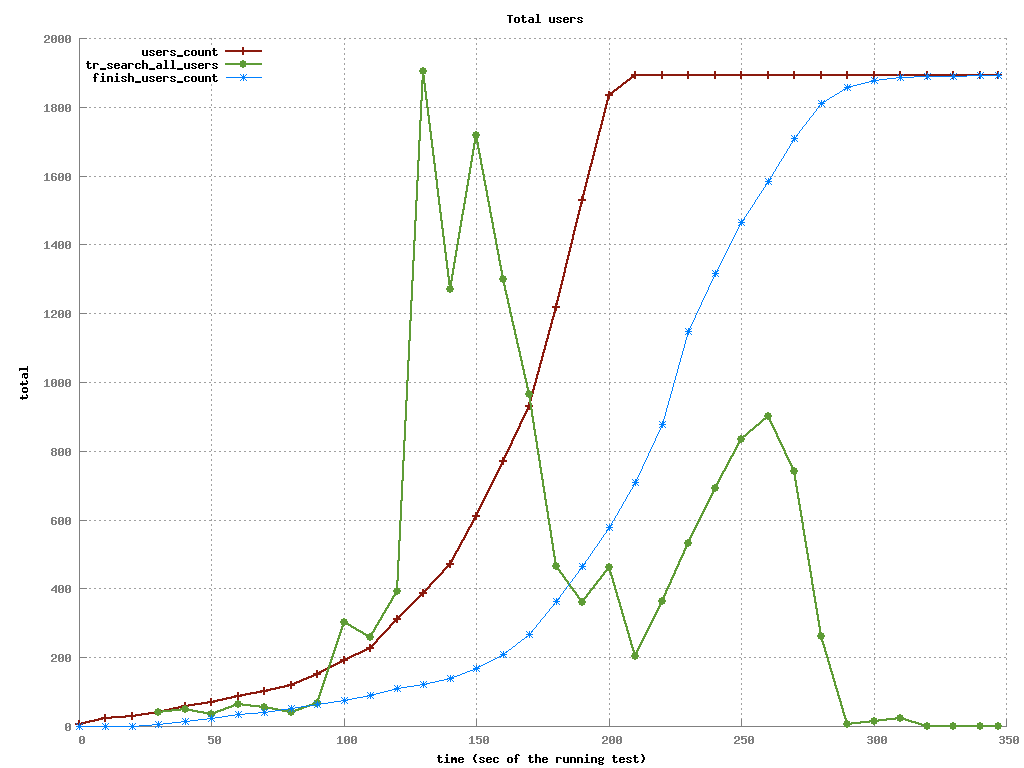 Total users
users_count
tr_search_all_users
finish_users_count
2000
1800
1600
1400
1200
1000
800
600
400
200
0
total
0 50 100 150 200 250 300 350
time (sec of the running test)